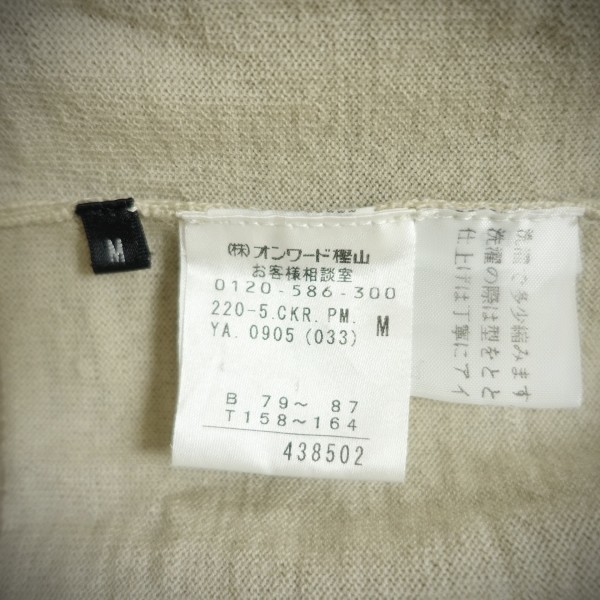 M
(株)オンワード樫山
お客様相談室
0120-586-300
220-5.CKR.PM.
YA.0905(033) M
B 79～ 87
T158～164
438502
洗濯で多少縮みます
洗濯の際は型をとと
仕上げは丁寧にアイ